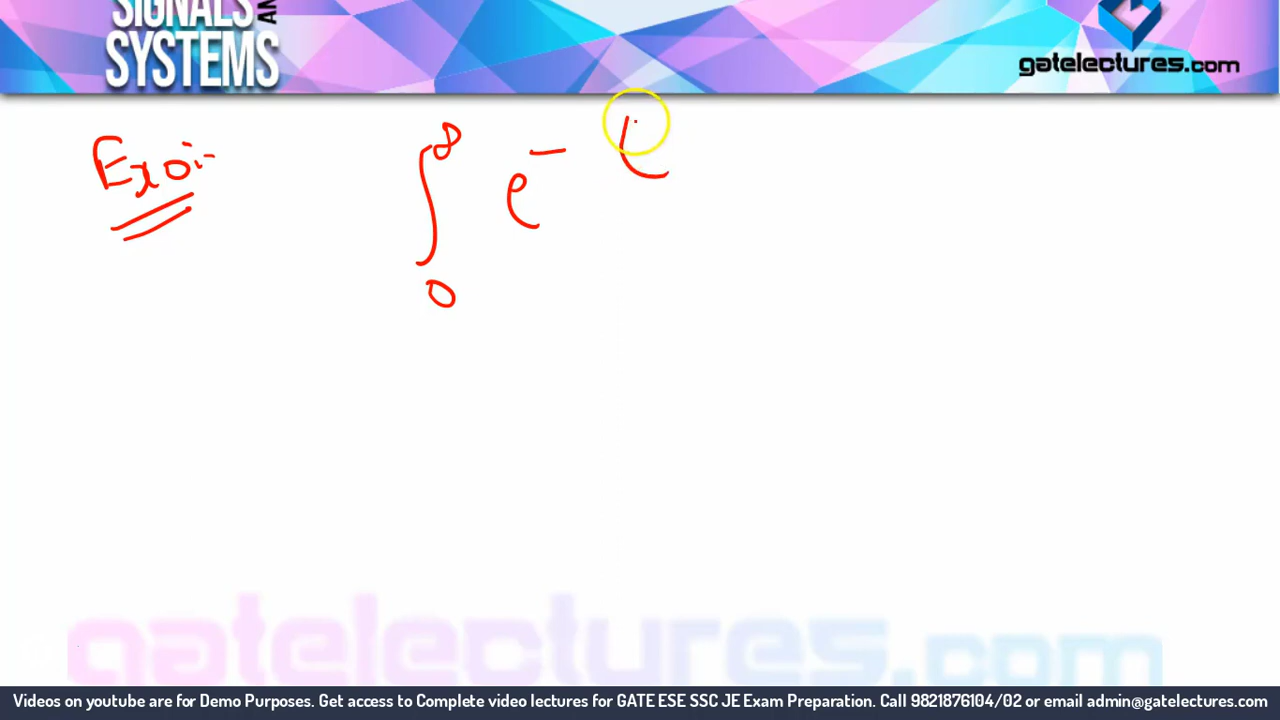 SIGNALS AND
SYSTEMS
gatelectures.com
∞
∫ e⁻
0
gatelectures.com
Videos on youtube are for Demo Purposes. Get access to Complete video lectures for GATE ESE SSC JE Exam Preparation. Call 9821876104/02 or email admin@gatelectures.com